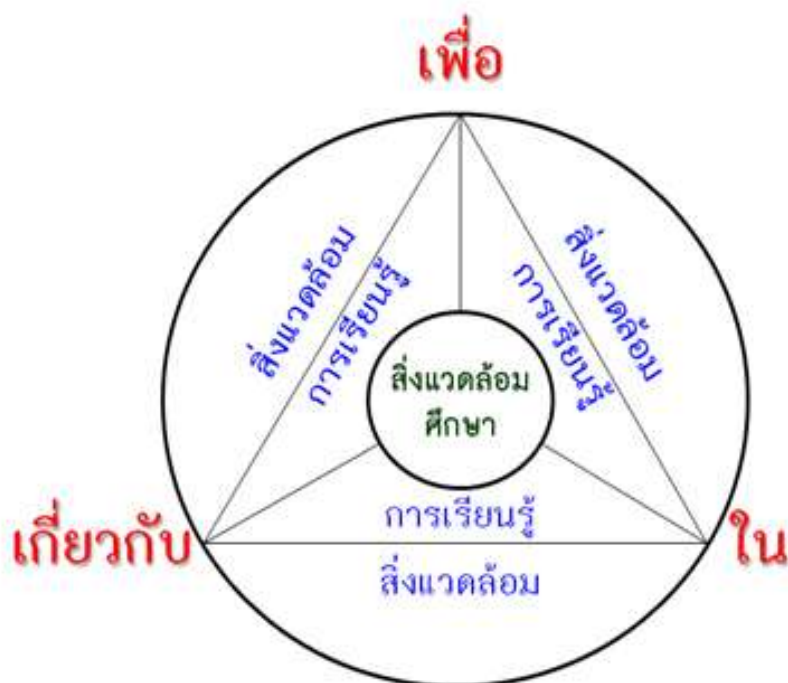 เพื่อ
สิ่งแวดล้อม
การเรียนรู้
สิ่งแวดล้อม
การเรียนรู้
สิ่งแวดล้อม
ศึกษา
เกี่ยวกับ
การเรียนรู้
สิ่งแวดล้อม
ใน